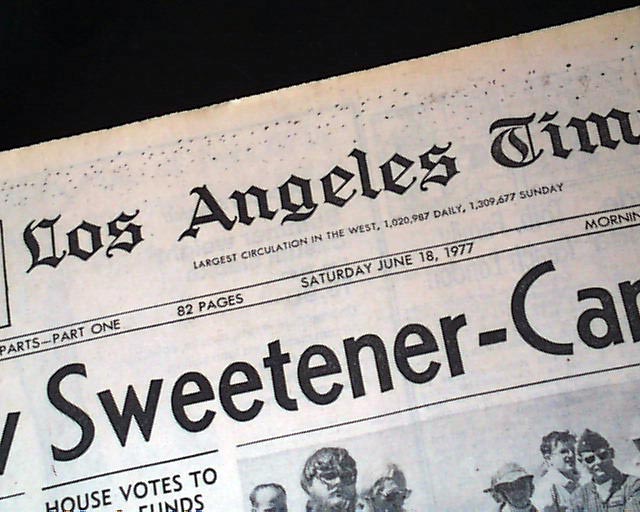 Los Angeles Tim
LARGEST CIRCULATION IN THE WEST, 1,020,987 DAILY, 1,309,677 SUNDAY
PARTS—PART ONE 82 PAGES SATURDAY JUNE 18, 1977 MORNIN
w Sweetener-Can
HOUSE VOTES TO
FUNDS